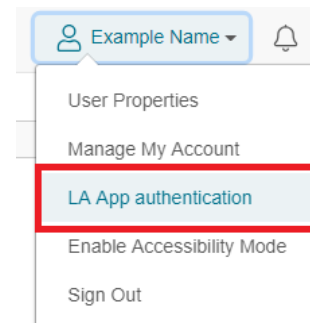 Example Name
User Properties
Manage My Account
LA App authentication
Enable Accessibility Mode
Sign Out